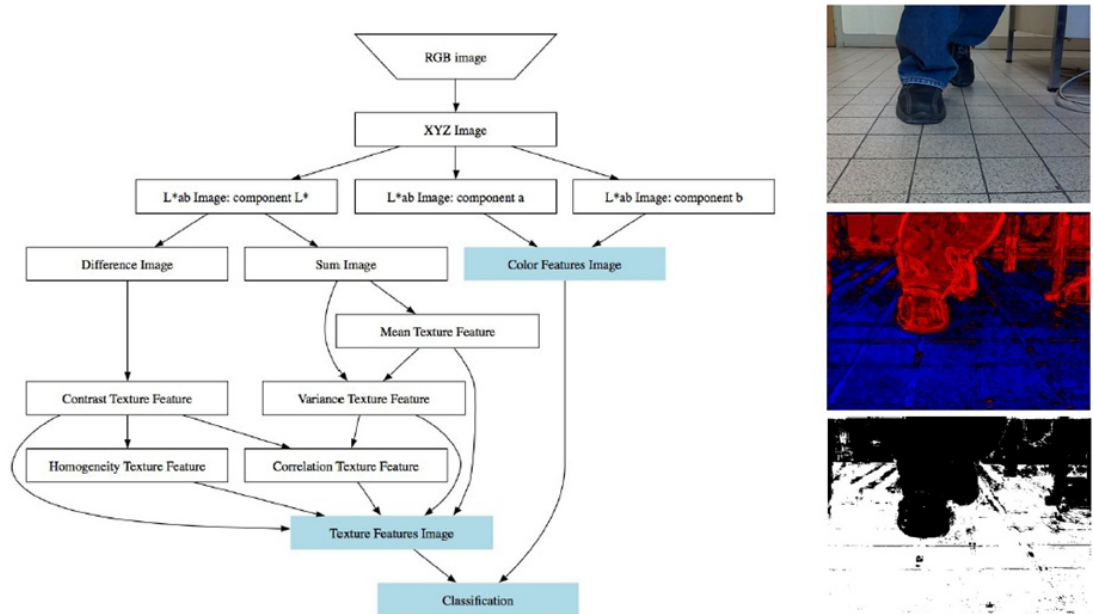 RGB image
XYZ Image
L*ab Image: component L*
L*ab Image: component a
L*ab Image: component b
Difference Image
Sum Image
Color Features Image
Mean Texture Feature
Contrast Texture Feature
Variance Texture Feature
Homogeneity Texture Feature
Correlation Texture Feature
Texture Features Image
Classification